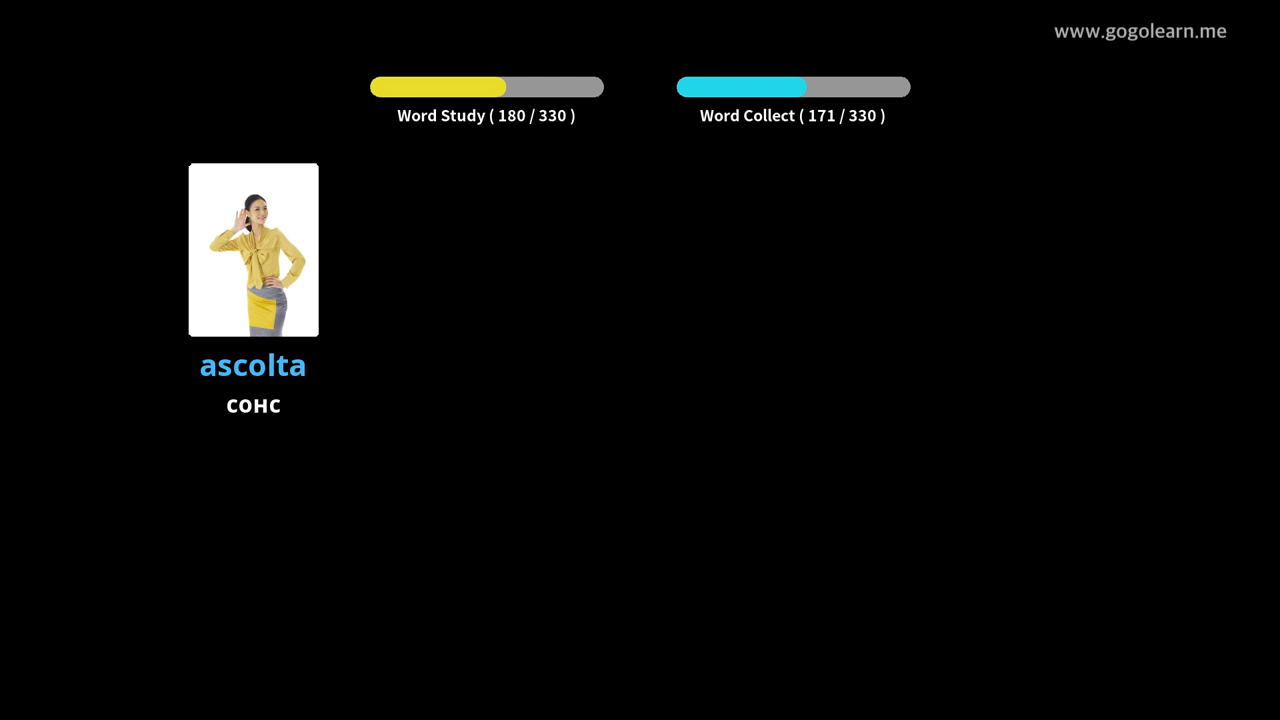 www.gogolearn.me
Word Study ( 180 / 330 )
Word Collect ( 171 / 330 )
ascolta
сонс